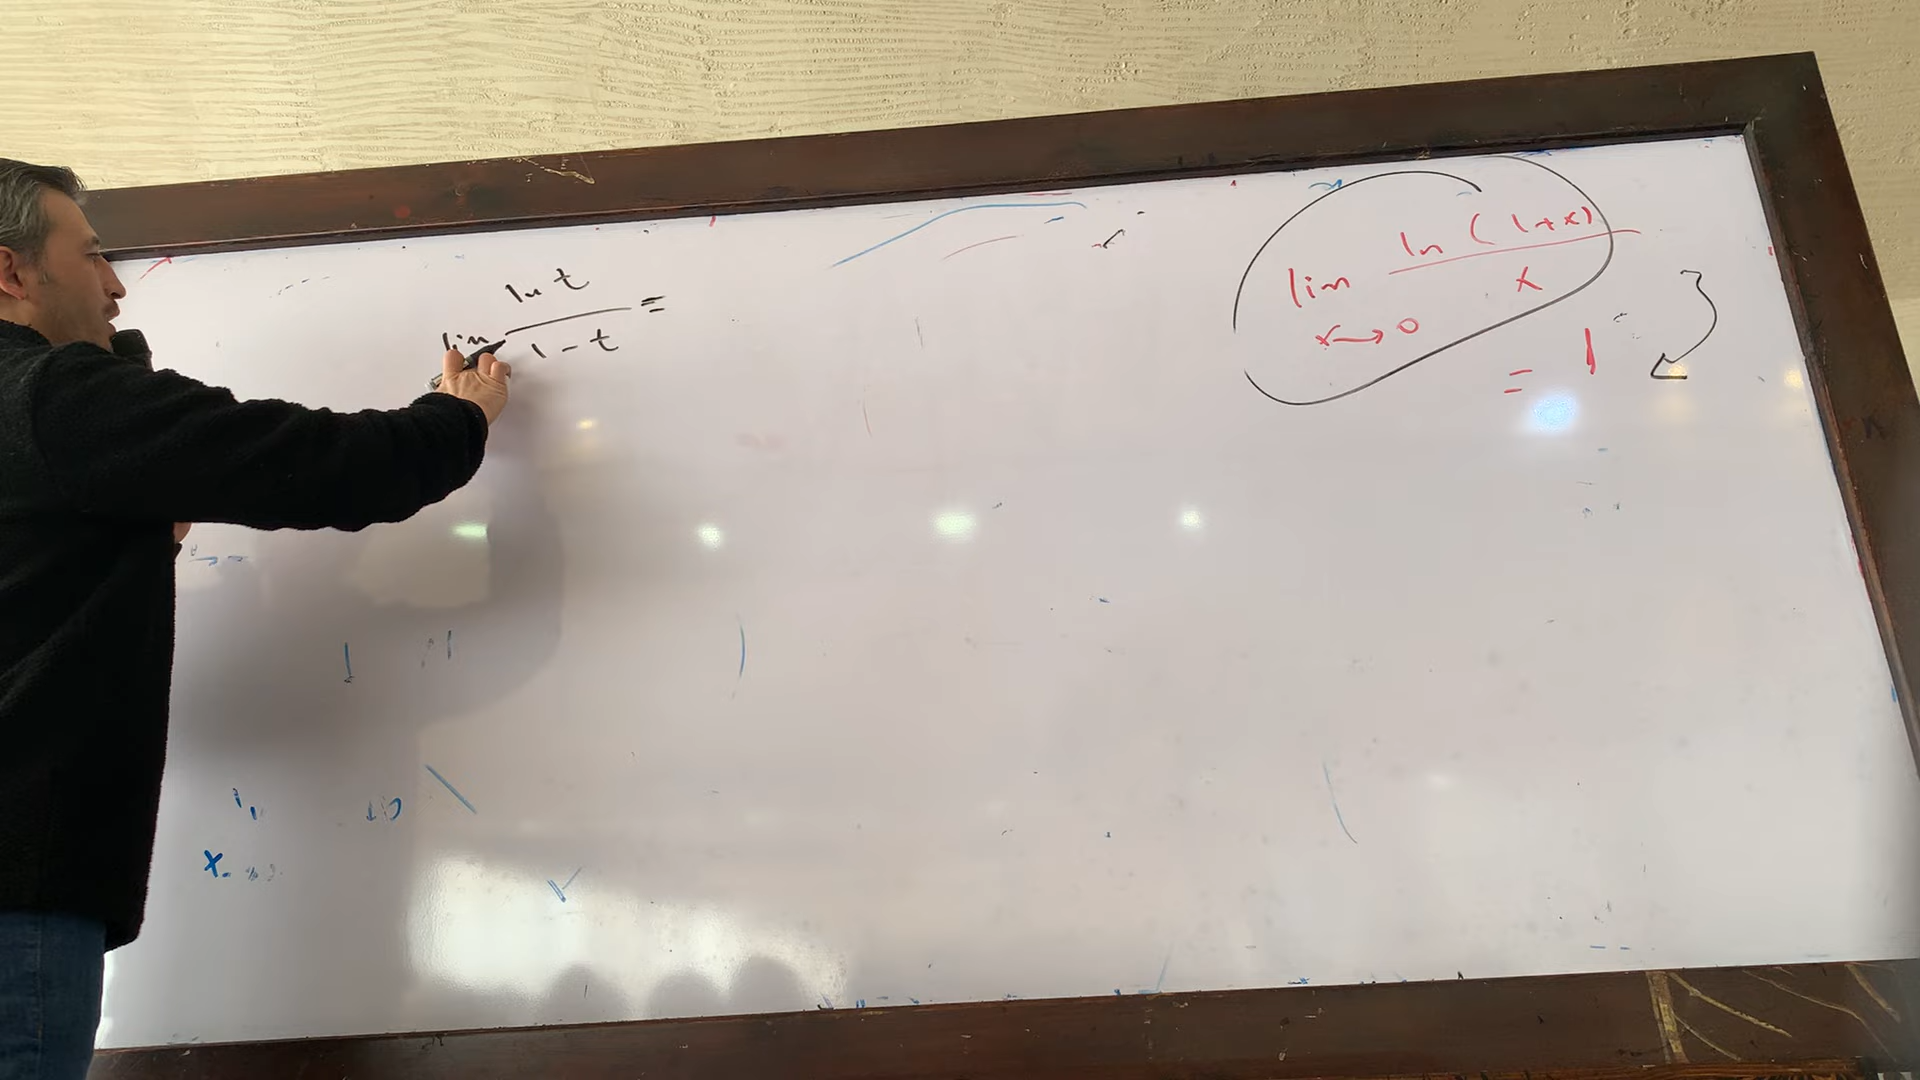 lim ln t / 1 - t =
lim ln (1+x) / x
x → 0
= 1
x